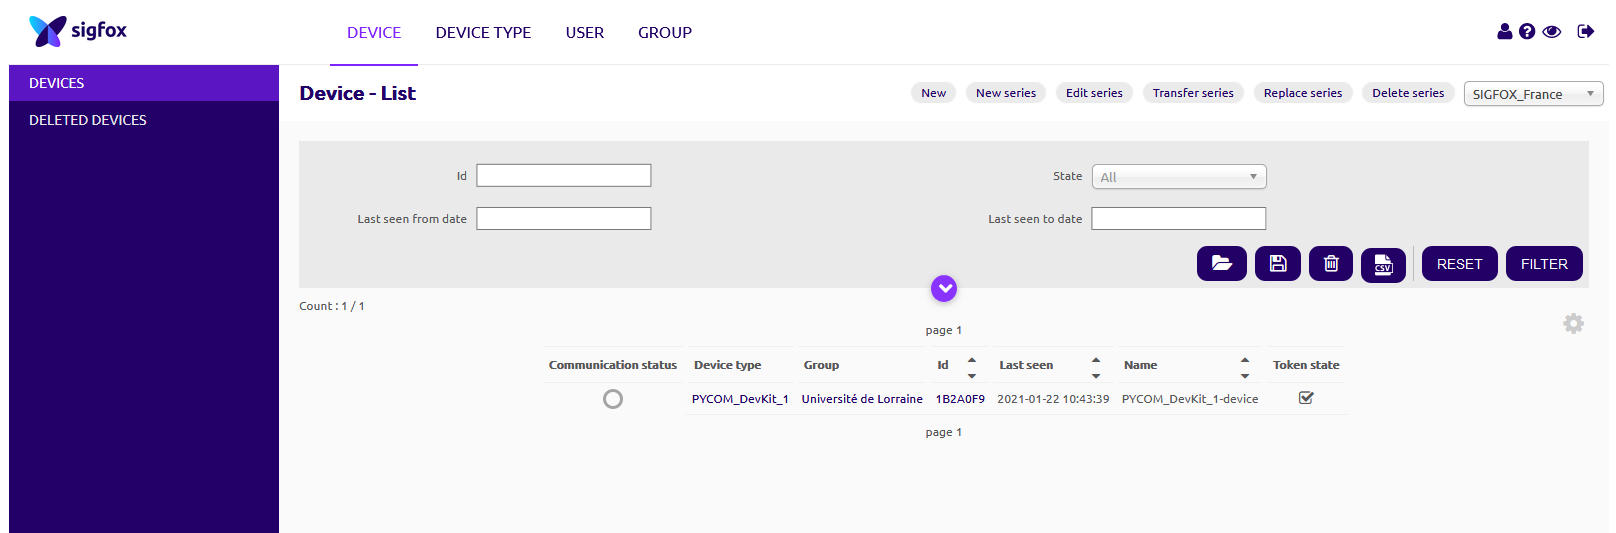 sigfox
DEVICE DEVICE TYPE USER GROUP
DEVICES
DELETED DEVICES
Device - List
New New series Edit series Transfer series Replace series Delete series SIGFOX_France
Id State All
Last seen from date Last seen to date
CSV RESET FILTER
Count : 1 / 1
page 1
Communication status Device type Group Id Last seen Name Token state
PYCOM_DevKit_1 Université de Lorraine 1B2A0F9 2021-01-22 10:43:39 PYCOM_DevKit_1-device
page 1